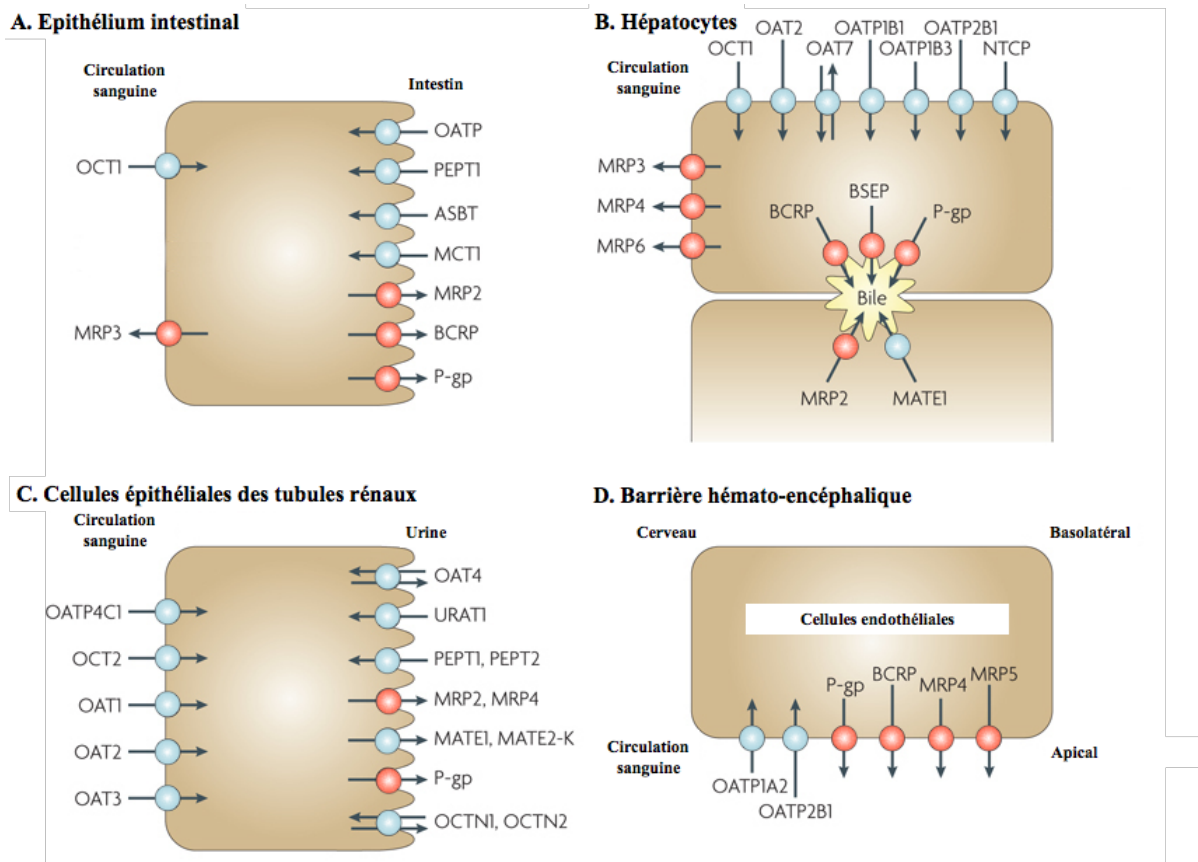 A. Epithélium intestinal
Circulation
sanguine
Intestin
OCT1
MRP3
OATP
PEPT1
ASBT
MCT1
MRP2
BCRP
P-gp
B. Hépatocytes
Circulation
sanguine
OCT1
OAT2
OAT7
OATP1B1
OATP1B3
OATP2B1
NTCP
MRP3
MRP4
MRP6
BCRP
BSEP
P-gp
Bile
MRP2
MATE1
C. Cellules épithéliales des tubules rénaux
Circulation
sanguine
Urine
OATP4C1
OCT2
OAT1
OAT2
OAT3
OAT4
URAT1
PEPT1, PEPT2
MRP2, MRP4
MATE1, MATE2-K
P-gp
OCTN1, OCTN2
D. Barrière hémato-encéphalique
Cerveau
Basolatéral
Cellules endothéliales
P-gp
BCRP
MRP4
MRP5
Circulation
sanguine
Apical
OATP1A2
OATP2B1